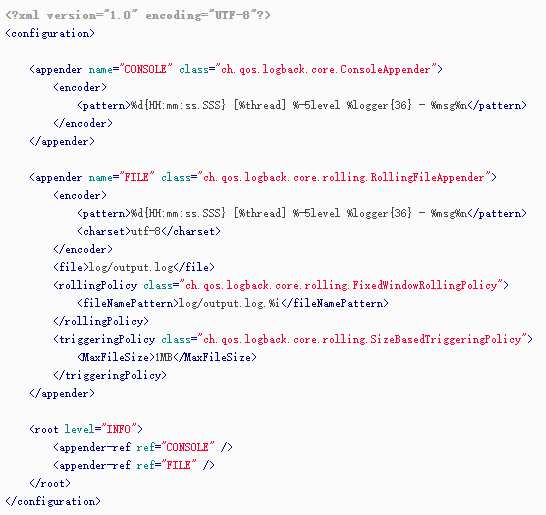 <?xml version="1.0" encoding="UTF-8"?>
<configuration>
    <appender name="CONSOLE" class="ch.qos.logback.core.ConsoleAppender">
        <encoder>
            <pattern>%d{HH:mm:ss.SSS} [%thread] %-5level %logger{36} - %msg%n</pattern>
        </encoder>
    </appender>
    <appender name="FILE" class="ch.qos.logback.core.rolling.RollingFileAppender">
        <encoder>
            <pattern>%d{HH:mm:ss.SSS} [%thread] %-5level %logger{36} - %msg%n</pattern>
            <charset>utf-8</charset>
        </encoder>
        <file>log/output.log</file>
        <rollingPolicy class="ch.qos.logback.core.rolling.FixedWindowRollingPolicy">
            <fileNamePattern>log/output.log.%i</fileNamePattern>
        </rollingPolicy>
        <triggeringPolicy class="ch.qos.logback.core.rolling.SizeBasedTriggeringPolicy">
            <MaxFileSize>1MB</MaxFileSize>
        </triggeringPolicy>
    </appender>
    <root level="INFO">
        <appender-ref ref="CONSOLE" />
        <appender-ref ref="FILE" />
    </root>
</configuration>